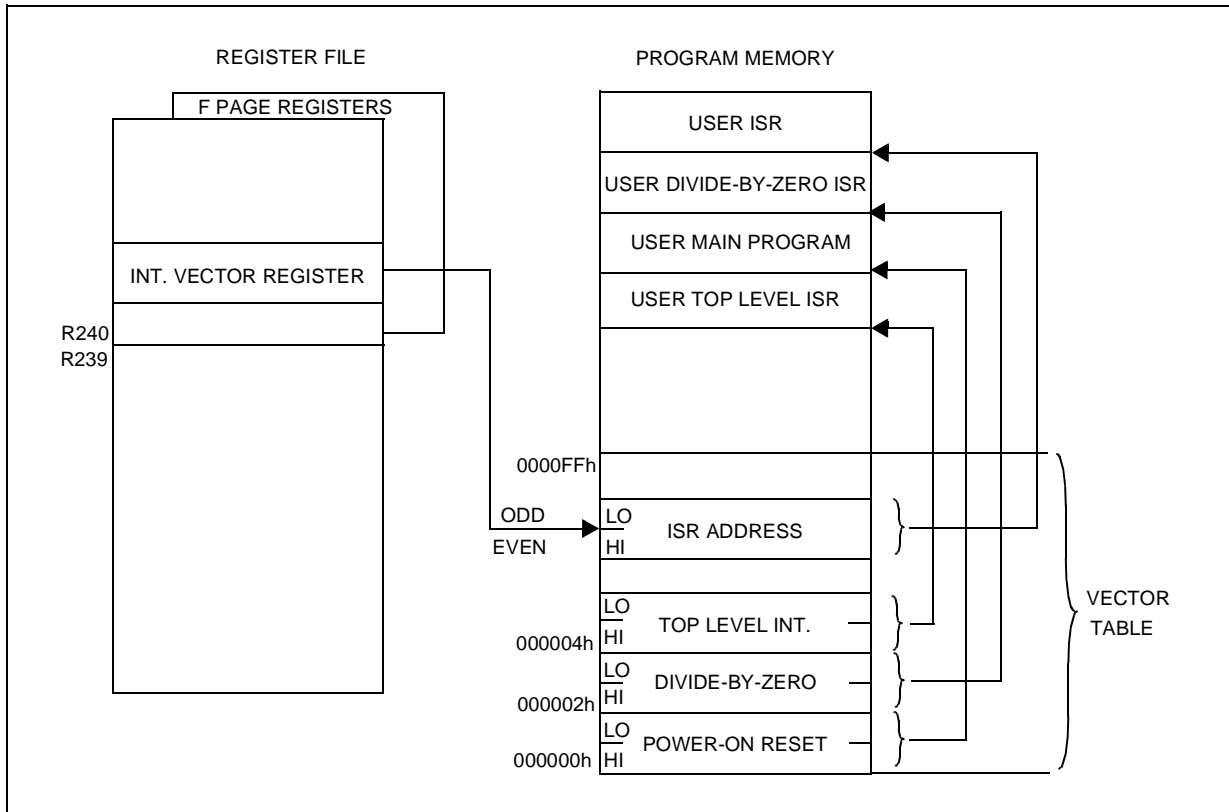 REGISTER FILE
F PAGE REGISTERS
INT. VECTOR REGISTER
R240
R239
PROGRAM MEMORY
USER ISR
USER DIVIDE-BY-ZERO ISR
USER MAIN PROGRAM
USER TOP LEVEL ISR
0000FFh
ODD
EVEN
LO
HI
ISR ADDRESS
LO
HI
TOP LEVEL INT.
000004h
LO
HI
DIVIDE-BY-ZERO
000002h
LO
HI
POWER-ON RESET
000000h
VECTOR
TABLE